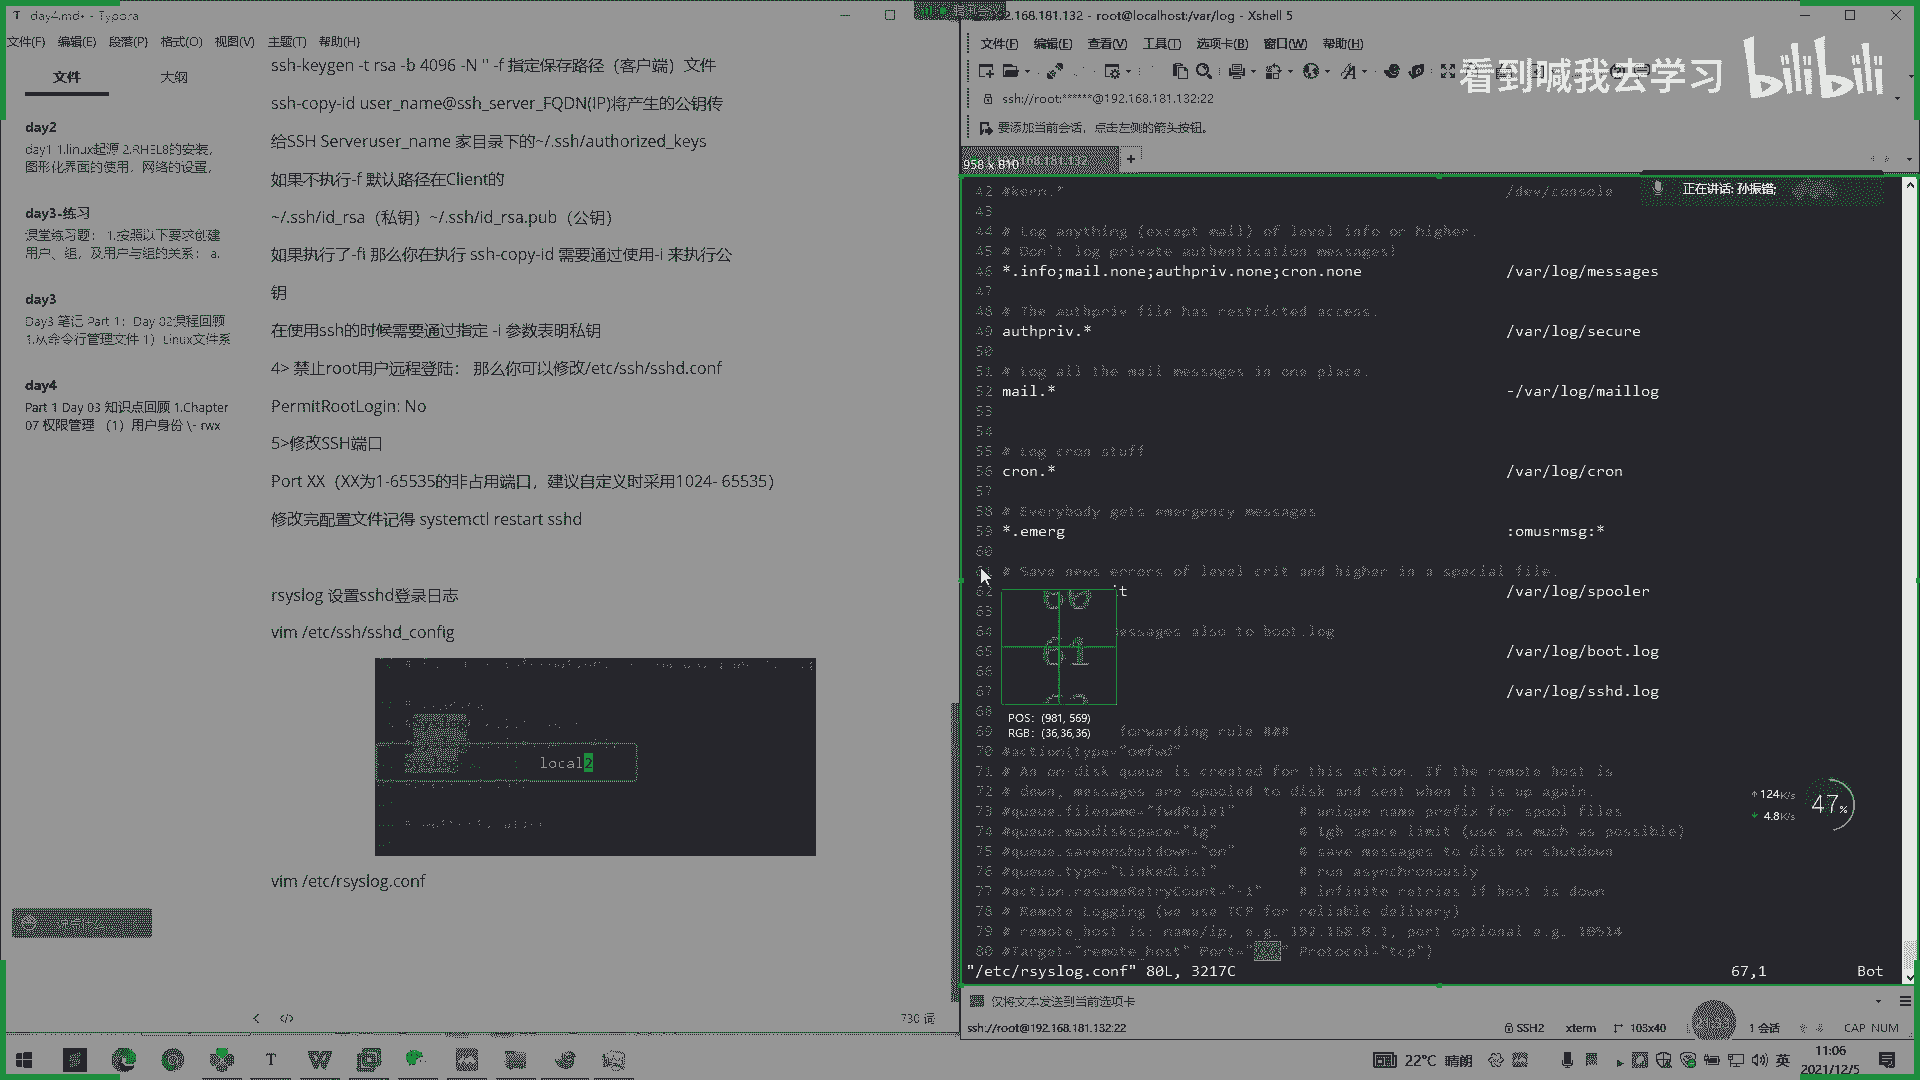 day4.md• - Typora
文件(F) 编辑(E) 段落(P) 格式(O) 视图(V) 主题(T) 帮助(H)
文件 大纲
day2
day1 1.linux起源 2.RHEL8的安装,
图形化界面的使用, 网络的设置,
day3-练习
课堂练习题: 1.按照以下要求创建
用户、组, 及用户与组的关系: a.
day3
Day3 笔记 Part 1: Day 02课程回顾
1.从命令行管理文件 1) Linux文件系
day4
Part 1 Day 03 知识点回顾 1.Chapter
07 权限管理 （1）用户身份 \- rwx
ssh-keygen -t rsa -b 4096 -N '' -f 指定保存路径（客户端）文件
ssh-copy-id user_name@ssh_server_FQDN(IP)将产生的公钥传
给SSH Serveruser_name 家目录下的~/.ssh/authorized_keys
如果不执行-f 默认路径在Client的
~/.ssh/id_rsa（私钥）~/.ssh/id_rsa.pub（公钥）
如果执行了-fi 那么你在执行 ssh-copy-id 需要通过使用-i 来执行公
钥
在使用ssh的时候需要通过指定 -i 参数表明私钥
4> 禁止root用户远程登陆： 那么你可以修改/etc/ssh/sshd.conf
PermitRootLogin: No
5>修改SSH端口
Port XX（XX为1-65535的非占用端口，建议自定义时采用1024- 65535）
修改完配置文件记得 systemctl restart sshd
rsyslog 设置sshd登录日志
vim /etc/ssh/sshd_config
local2
vim /etc/rsyslog.conf
730 词
.168.181.132 - root@localhost:/var/log - Xshell 5
文件(F) 编辑(E) 查看(V) 工具(T) 选项卡(B) 窗口(W) 帮助(H)
看到喊我去学习 bilibili
ssh://root:******@192.168.181.132:22
要添加当前会话，点击左侧的箭头按钮。
958 x 810
正在讲话: 孙振锴;
42 #kern.* /dev/console
43
44 # Log anything (except mail) of level info or higher.
45 # Don't log private authentication messages!
46 *.info;mail.none;authpriv.none;cron.none /var/log/messages
47
48 # The authpriv file has restricted access.
49 authpriv.* /var/log/secure
50
51 # Log all the mail messages in one place.
52 mail.* -/var/log/maillog
53
54
55 # Log cron stuff
56 cron.* /var/log/cron
57
58 # Everybody gets emergency messages
59 *.emerg :omusrmsg:*
60
61 # Save news errors of level crit and higher in a special file.
62 it /var/log/spooler
63
64 essages also to boot.log
65 /var/log/boot.log
66
67 /var/log/sshd.log
68
69 forwarding rule ###
70 #action(type="omfwd"
71 # An on-disk queue is created for this action. If the remote host is
72 # down, messages are spooled to disk and sent when it is up again.
73 #queue.filename="fwdRule1" # unique name prefix for spool files
74 #queue.maxdiskspace="1g" # 1gb space limit (use as much as possible)
75 #queue.saveonshutdown="on" # save messages to disk on shutdown
76 #queue.type="LinkedList" # run asynchronously
77 #action.resumeRetryCount="-1" # infinite retries if host is down
78 # Remote Logging (we use TCP for reliable delivery)
79 # remote_host is: name/ip, e.g. 192.168.0.1, port optional e.g. 10514
80 #Target="remote_host" Port=" " Protocol="tcp")
"/etc/rsyslog.conf" 80L, 3217C 67,1 Bot
60
61
POS: (981, 569)
RGB: (36,36,36)
124K/s
4.8K/s
47%
仅将文本发送到当前选项卡
ssh://root@192.168.181.132:22 SSH2 xterm 103x40 1 会话 CAP NUM
22°C 晴朗 英 11:06
2021/12/5